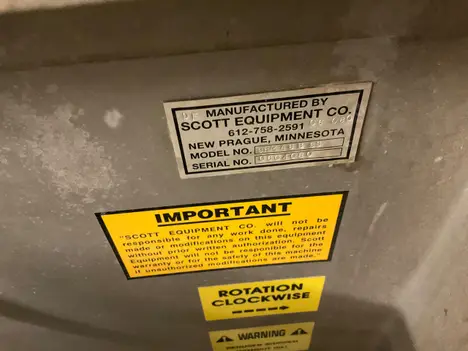 MANUFACTURED BY
SCOTT EQUIPMENT CO.
612-758-2591
NEW PRAGUE, MINNESOTA
MODEL NO.
SERIAL NO.
IMPORTANT
"SCOTT EQUIPMENT CO. will not be
responsible for any work done, repairs
made or modifications on this equipment
without prior written authorization. Scott
Equipment will not be responsible for the
warranty or for the safety of this machine
if unauthorized modifications are made."
ROTATION
CLOCKWISE
WARNING